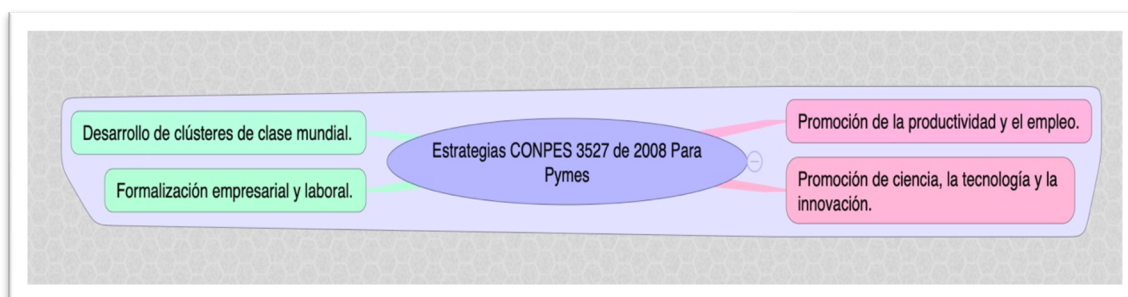 Desarrollo de clústeres de clase mundial.
Formalización empresarial y laboral.
Estrategias CONPES 3527 de 2008 Para
Pymes
Promoción de la productividad y el empleo.
Promoción de ciencia, la tecnología y la
innovación.